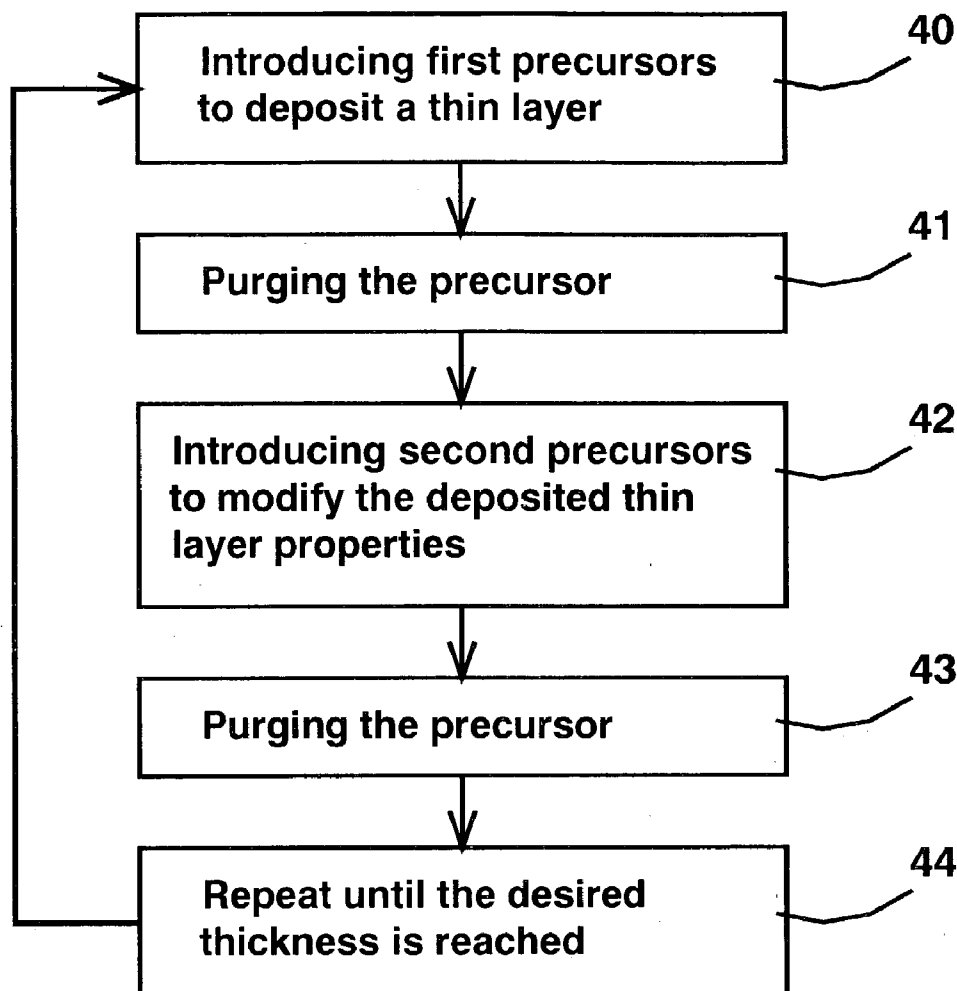 Introducing first precursors
to deposit a thin layer
40
Purging the precursor
41
Introducing second precursors
to modify the deposited thin
layer properties
42
Purging the precursor
43
Repeat until the desired
thickness is reached
44